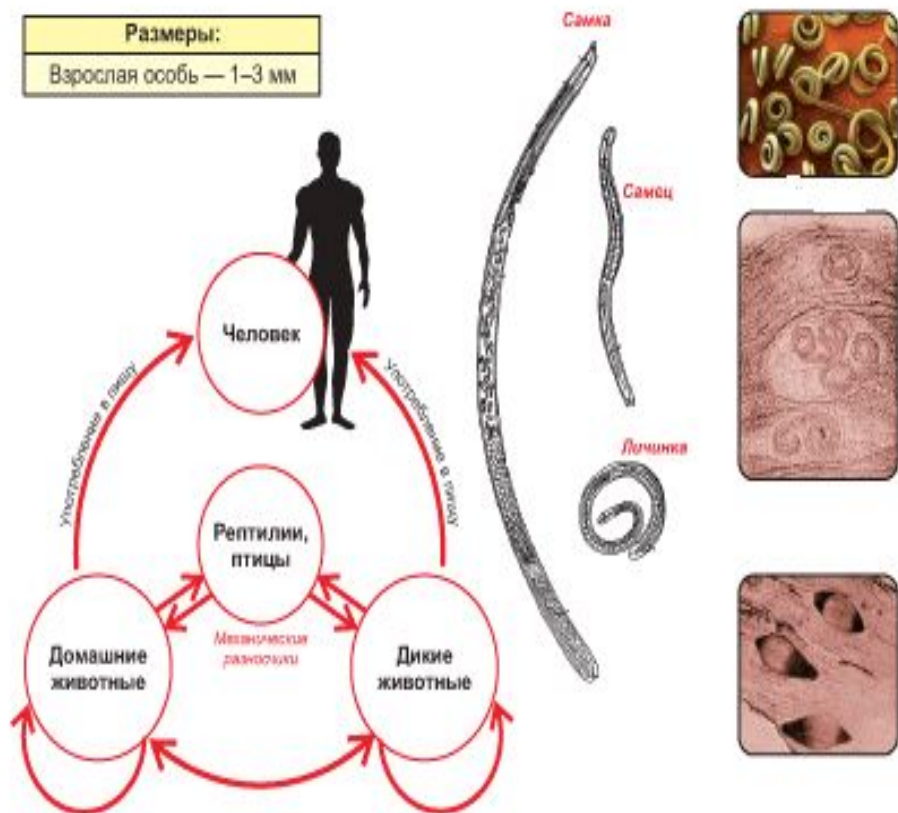 Размеры:
Взрослая особь — 1–3 мм
Самка
Самец
Личинка
Человек
Употребление в пищу
Употребление в пищу
Рептилии,
птицы
Механические
разносчики
Домашние
животные
Дикие
животные